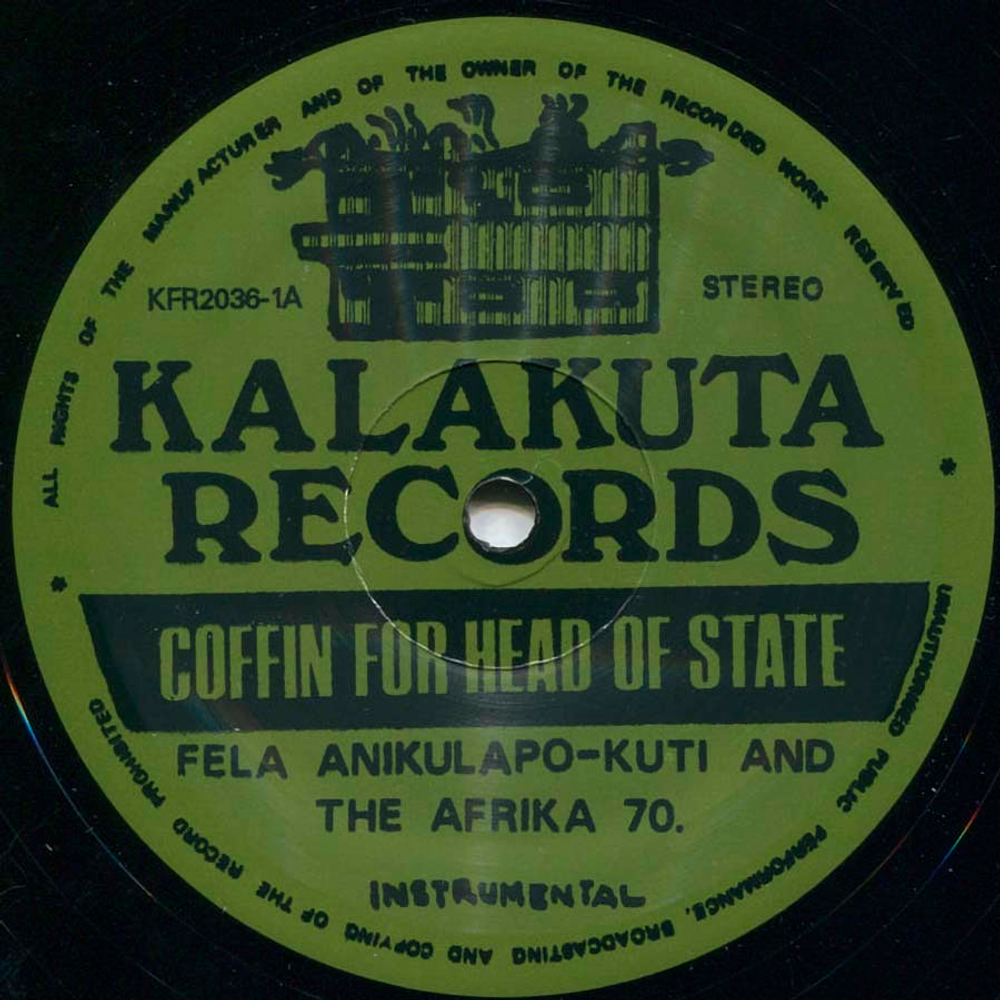 ALL RIGHTS OF THE MANUFACTURER AND OF THE OWNER OF THE RECORDED WORK RESERVED
KFR2036-1A
STEREO
KALAKUTA
RECORDS
COFFIN FOR HEAD OF STATE
FELA ANIKULAPO-KUTI AND
THE AFRIKA 70.
INSTRUMENTAL
UNAUTHORISED PUBLIC PERFORMANCE, BROADCASTING AND COPYING OF THE RECORD PROHIBITED